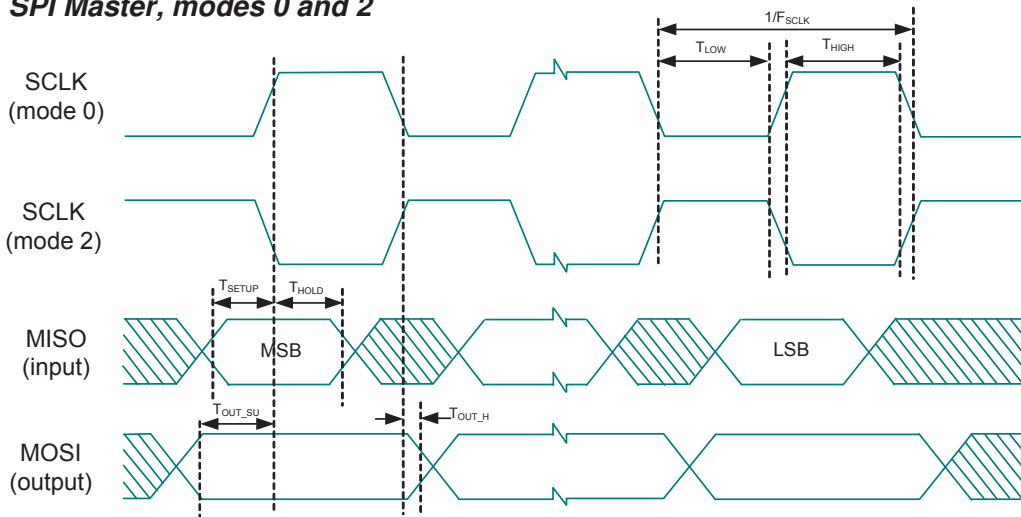 SPI Master, modes 0 and 2
1/FSCLK
TLOW
THIGH
SCLK
(mode 0)
SCLK
(mode 2)
TSETUP
THOLD
MISO
(input)
MSB
LSB
TOUT_SU
TOUT_H
MOSI
(output)